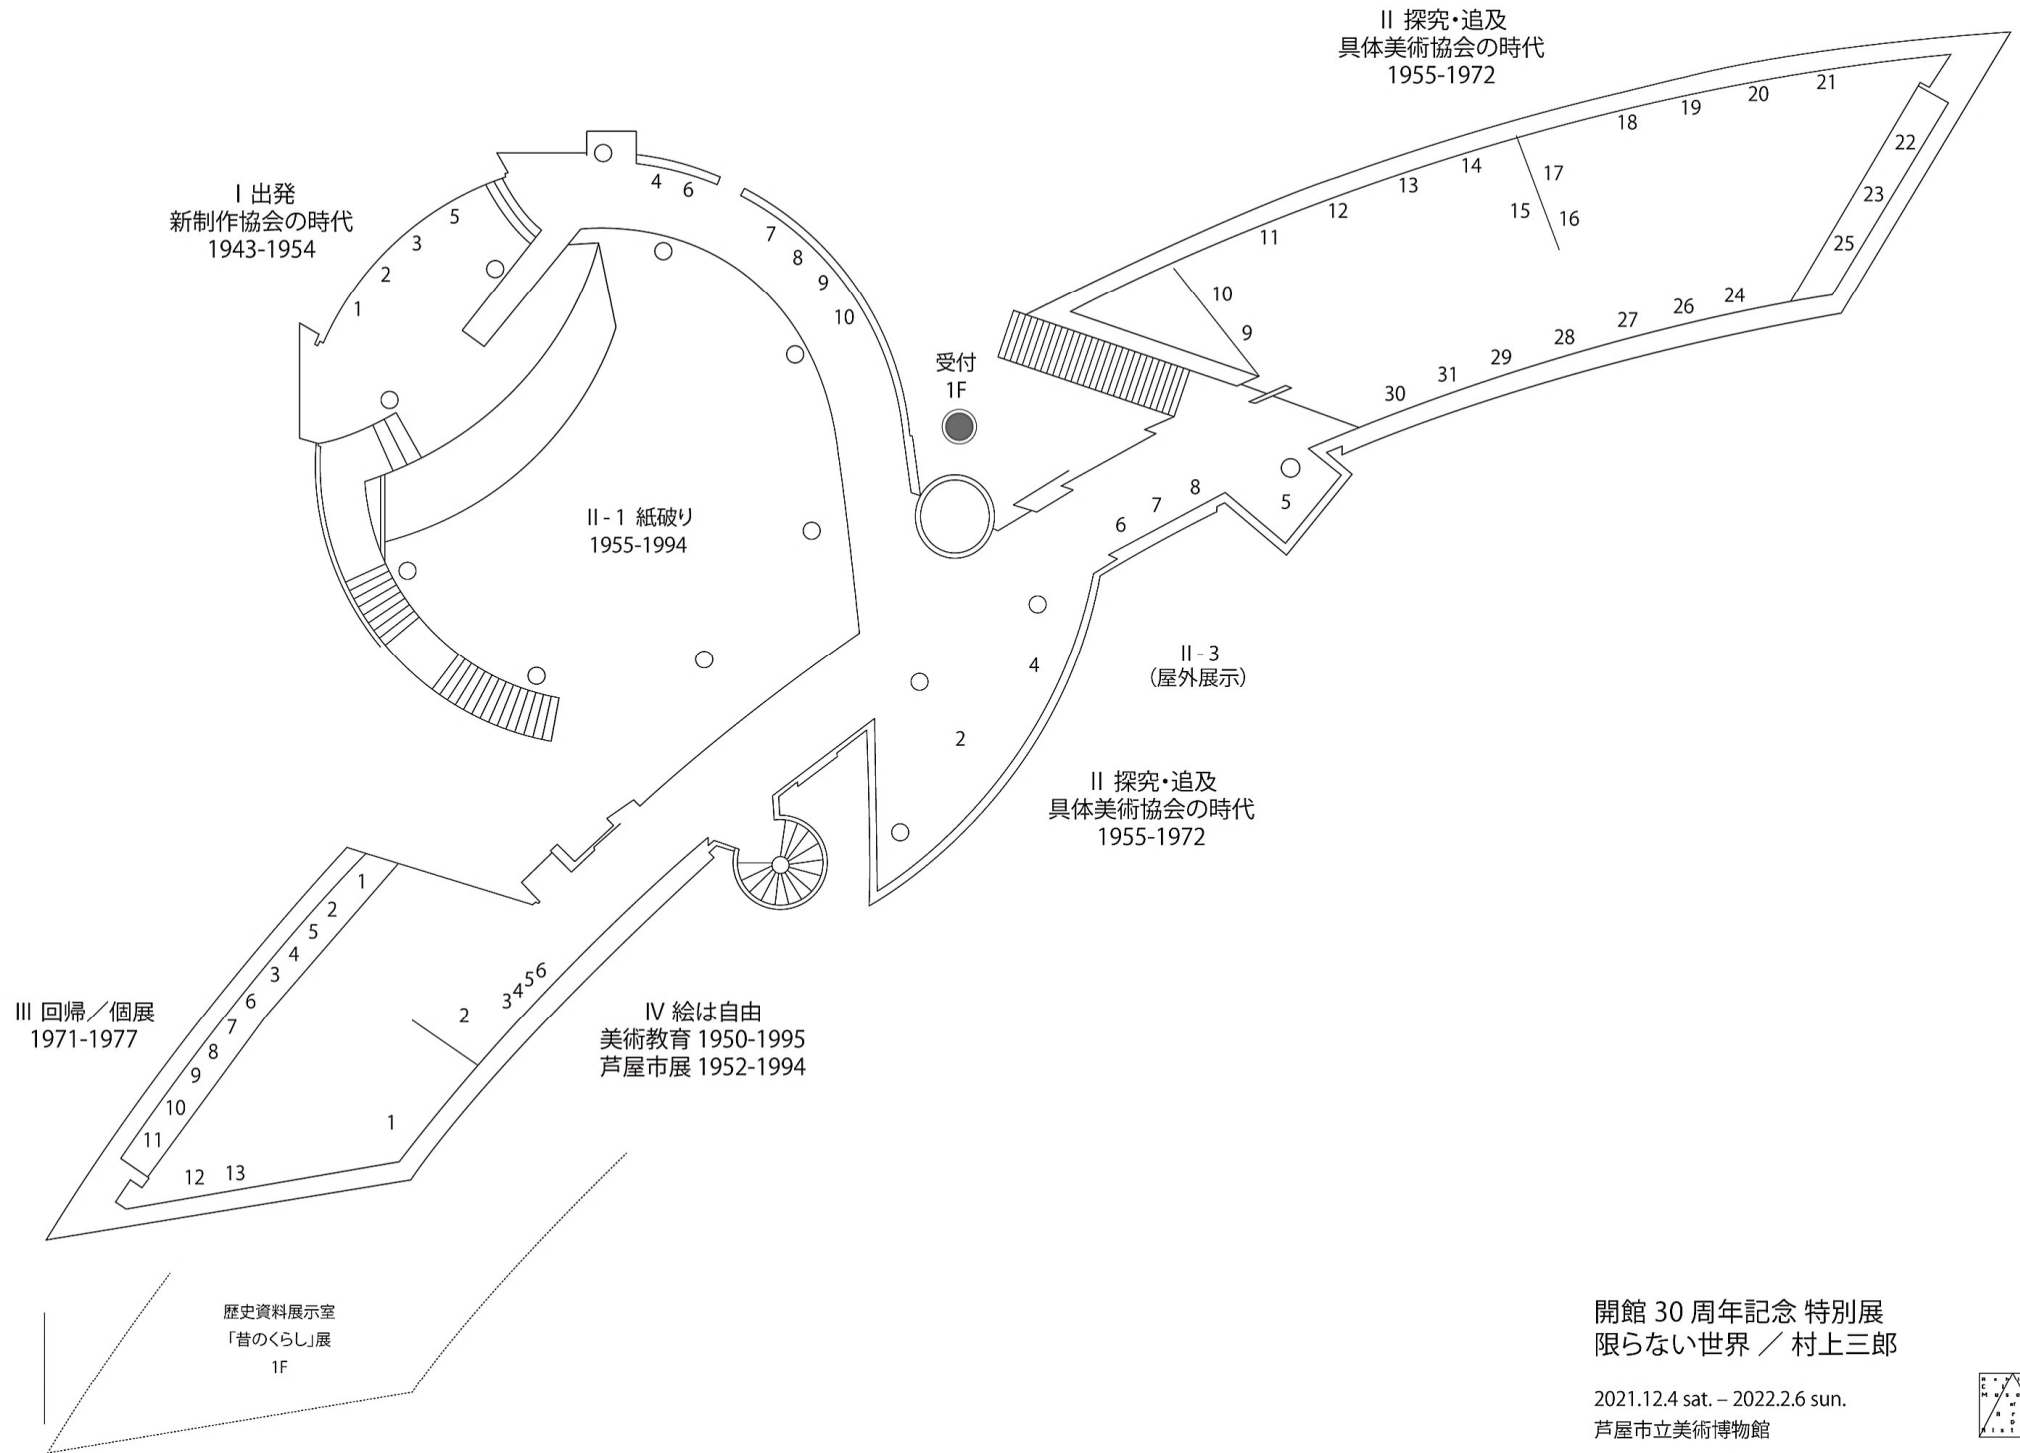 II 探究・追及
具体美術協会の時代
1955-1972
21
20
19
18
22
14
17
13
23
12
15
16
11
25
10
24
26
9
27
28
29
31
30
I 出発
新制作協会の時代
1943-1954
4
6
5
3
7
2
8
9
1
10
受付
1F
II - 1 紙破り
1955-1994
8
7
6
5
4
2
II - 3
（屋外展示）
II 探究・追及
具体美術協会の時代
1955-1972
1
2
5
4
3
6
7
8
9
10
11
12
13
III 回帰／個展
1971-1977
6
5
4
3
2
1
IV 絵は自由
美術教育 1950-1995
芦屋市展 1952-1994
歴史資料展示室
「昔のくらし」展
1F
開館 30 周年記念 特別展
限らない世界 ／ 村上三郎
2021.12.4 sat. – 2022.2.6 sun.
芦屋市立美術博物館